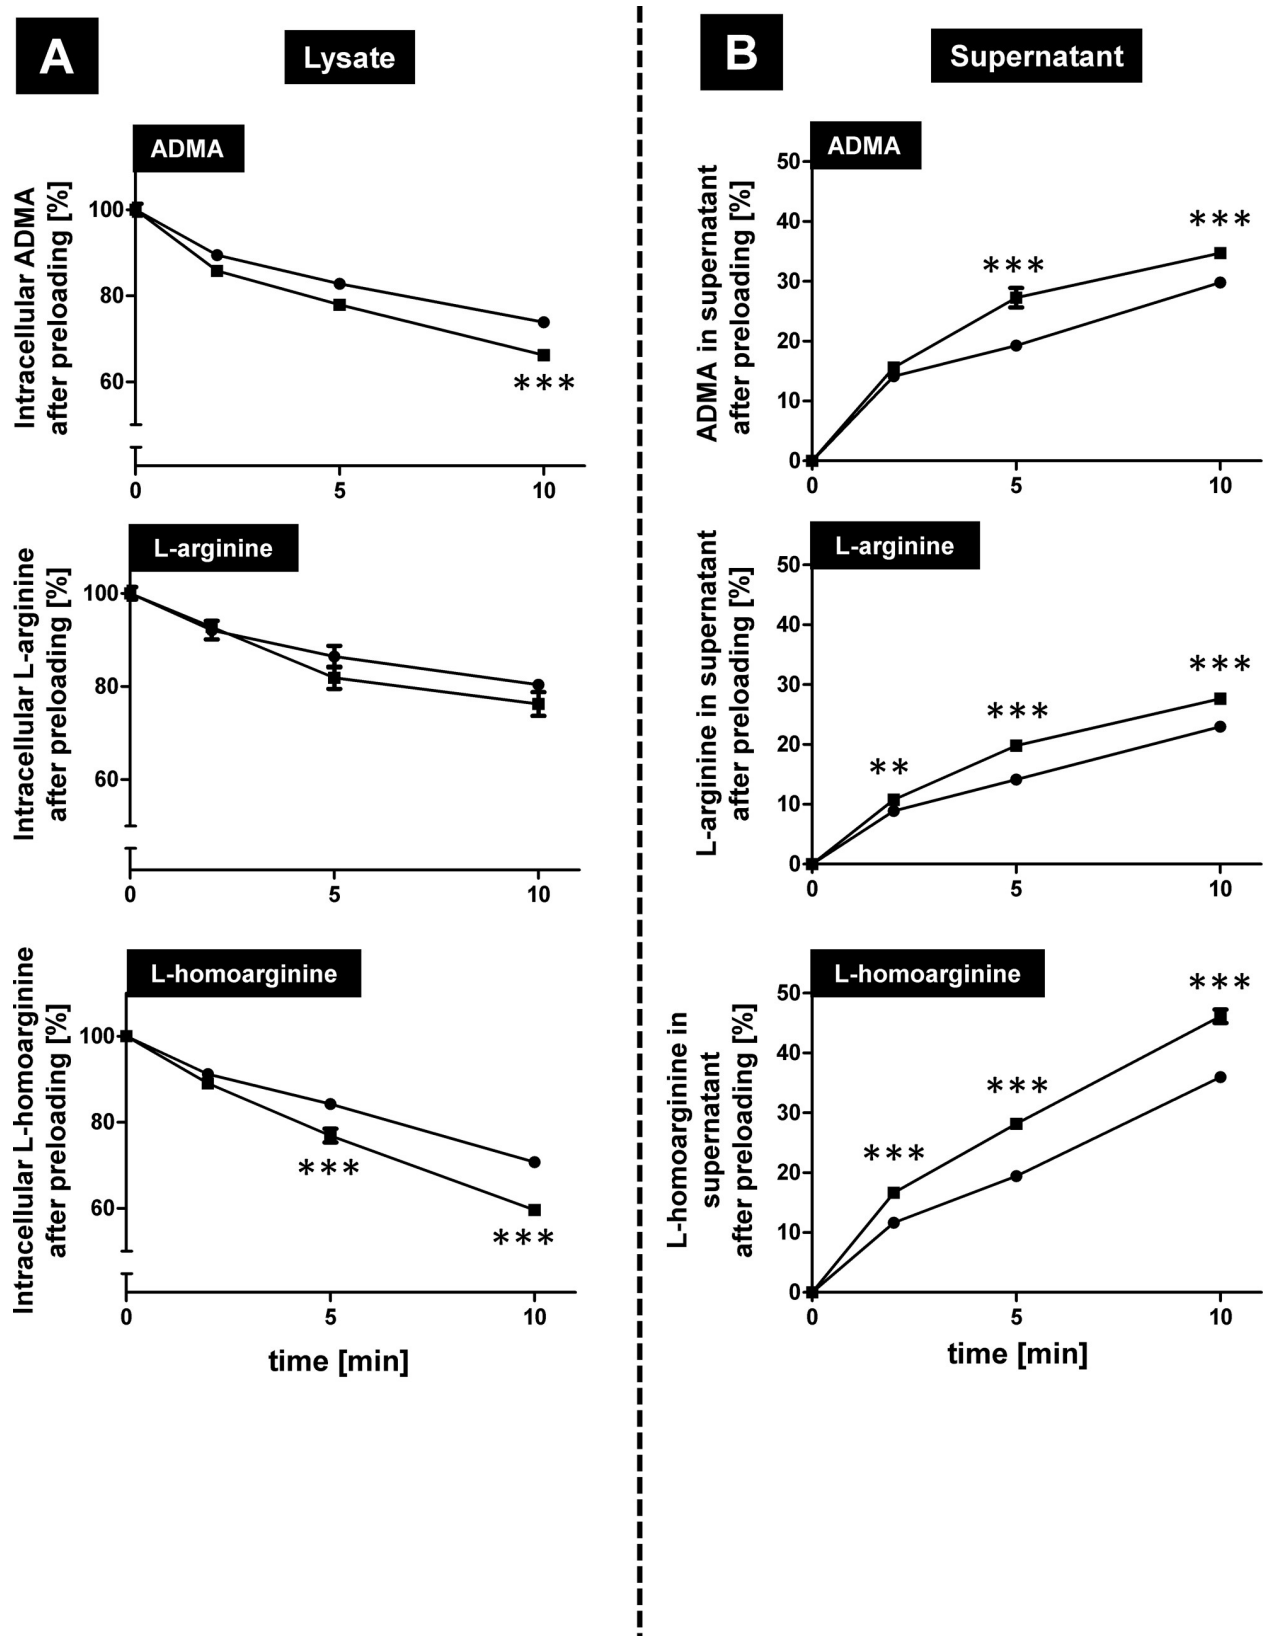 A
Lysate
ADMA
Intracellular ADMA
after preloading [%]
100
80
60
***
0 5 10
L-arginine
Intracellular L-arginine
after preloading [%]
100
80
60
0 5 10
L-homoarginine
Intracellular L-homoarginine
after preloading [%]
100
80
60
***
***
0 5 10
time [min]
B
Supernatant
ADMA
ADMA in supernatant
after preloading [%]
50
40
30
20
10
0
***
***
0 5 10
L-arginine
L-arginine in supernatant
after preloading [%]
50
40
30
20
10
0
**
***
***
0 5 10
L-homoarginine
L-homoarginine in
supernatant
after preloading [%]
50
40
30
20
10
0
***
***
***
0 5 10
time [min]